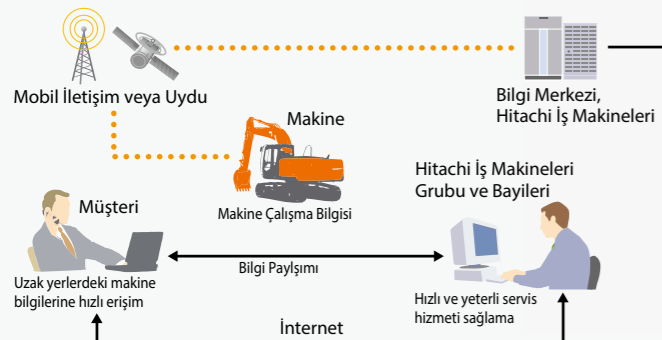 Mobil İletişim veya Uydu
Bilgi Merkezi,
Hitachi İş Makineleri
Makine
Makine Çalışma Bilgisi
Hitachi İş Makineleri
Grubu ve Bayileri
Müşteri
Bilgi Paylşımı
Uzak yerlerdeki makine
bilgilerine hızlı erişim
Hızlı ve yeterli servis
hizmeti sağlama
İnternet